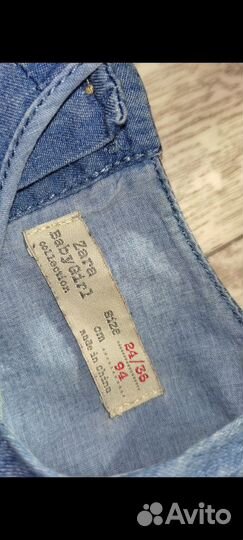 Zara
BabyGirl
collection
size 24/36
cm 94
made in china
Avito